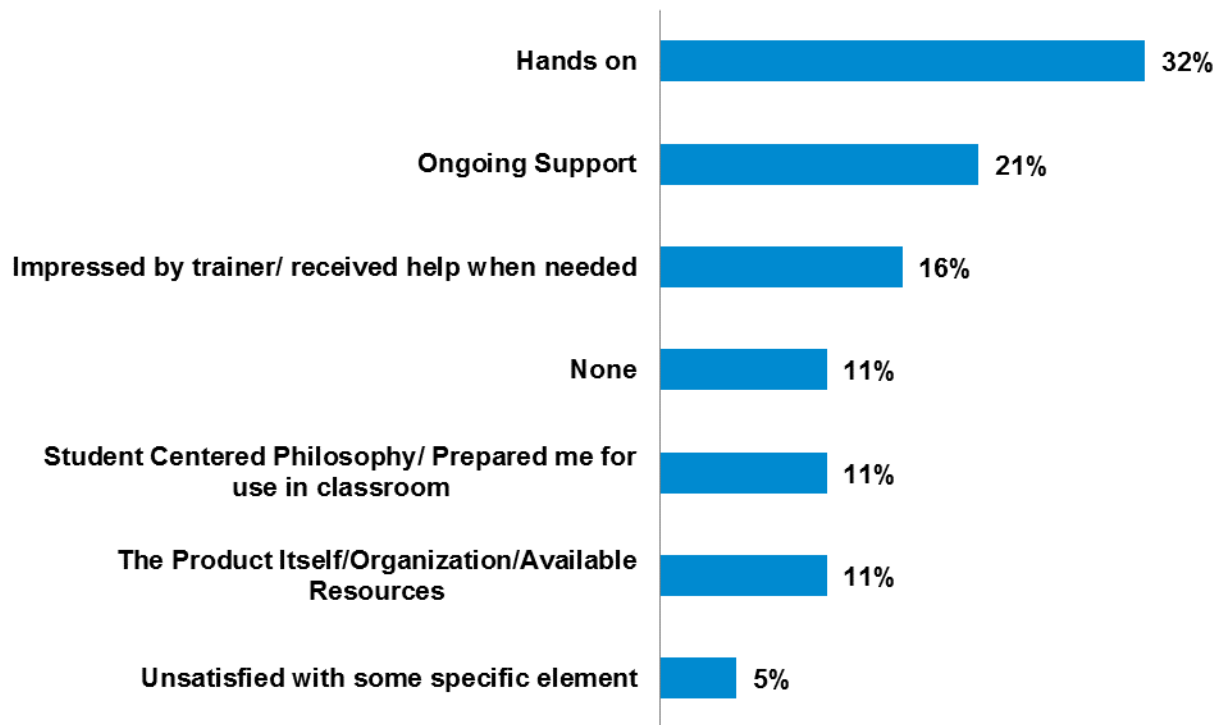 Hands on 32%
Ongoing Support 21%
Impressed by trainer/ received help when needed 16%
None 11%
Student Centered Philosophy/ Prepared me for
use in classroom 11%
The Product Itself/Organization/Available
Resources 11%
Unsatisfied with some specific element 5%